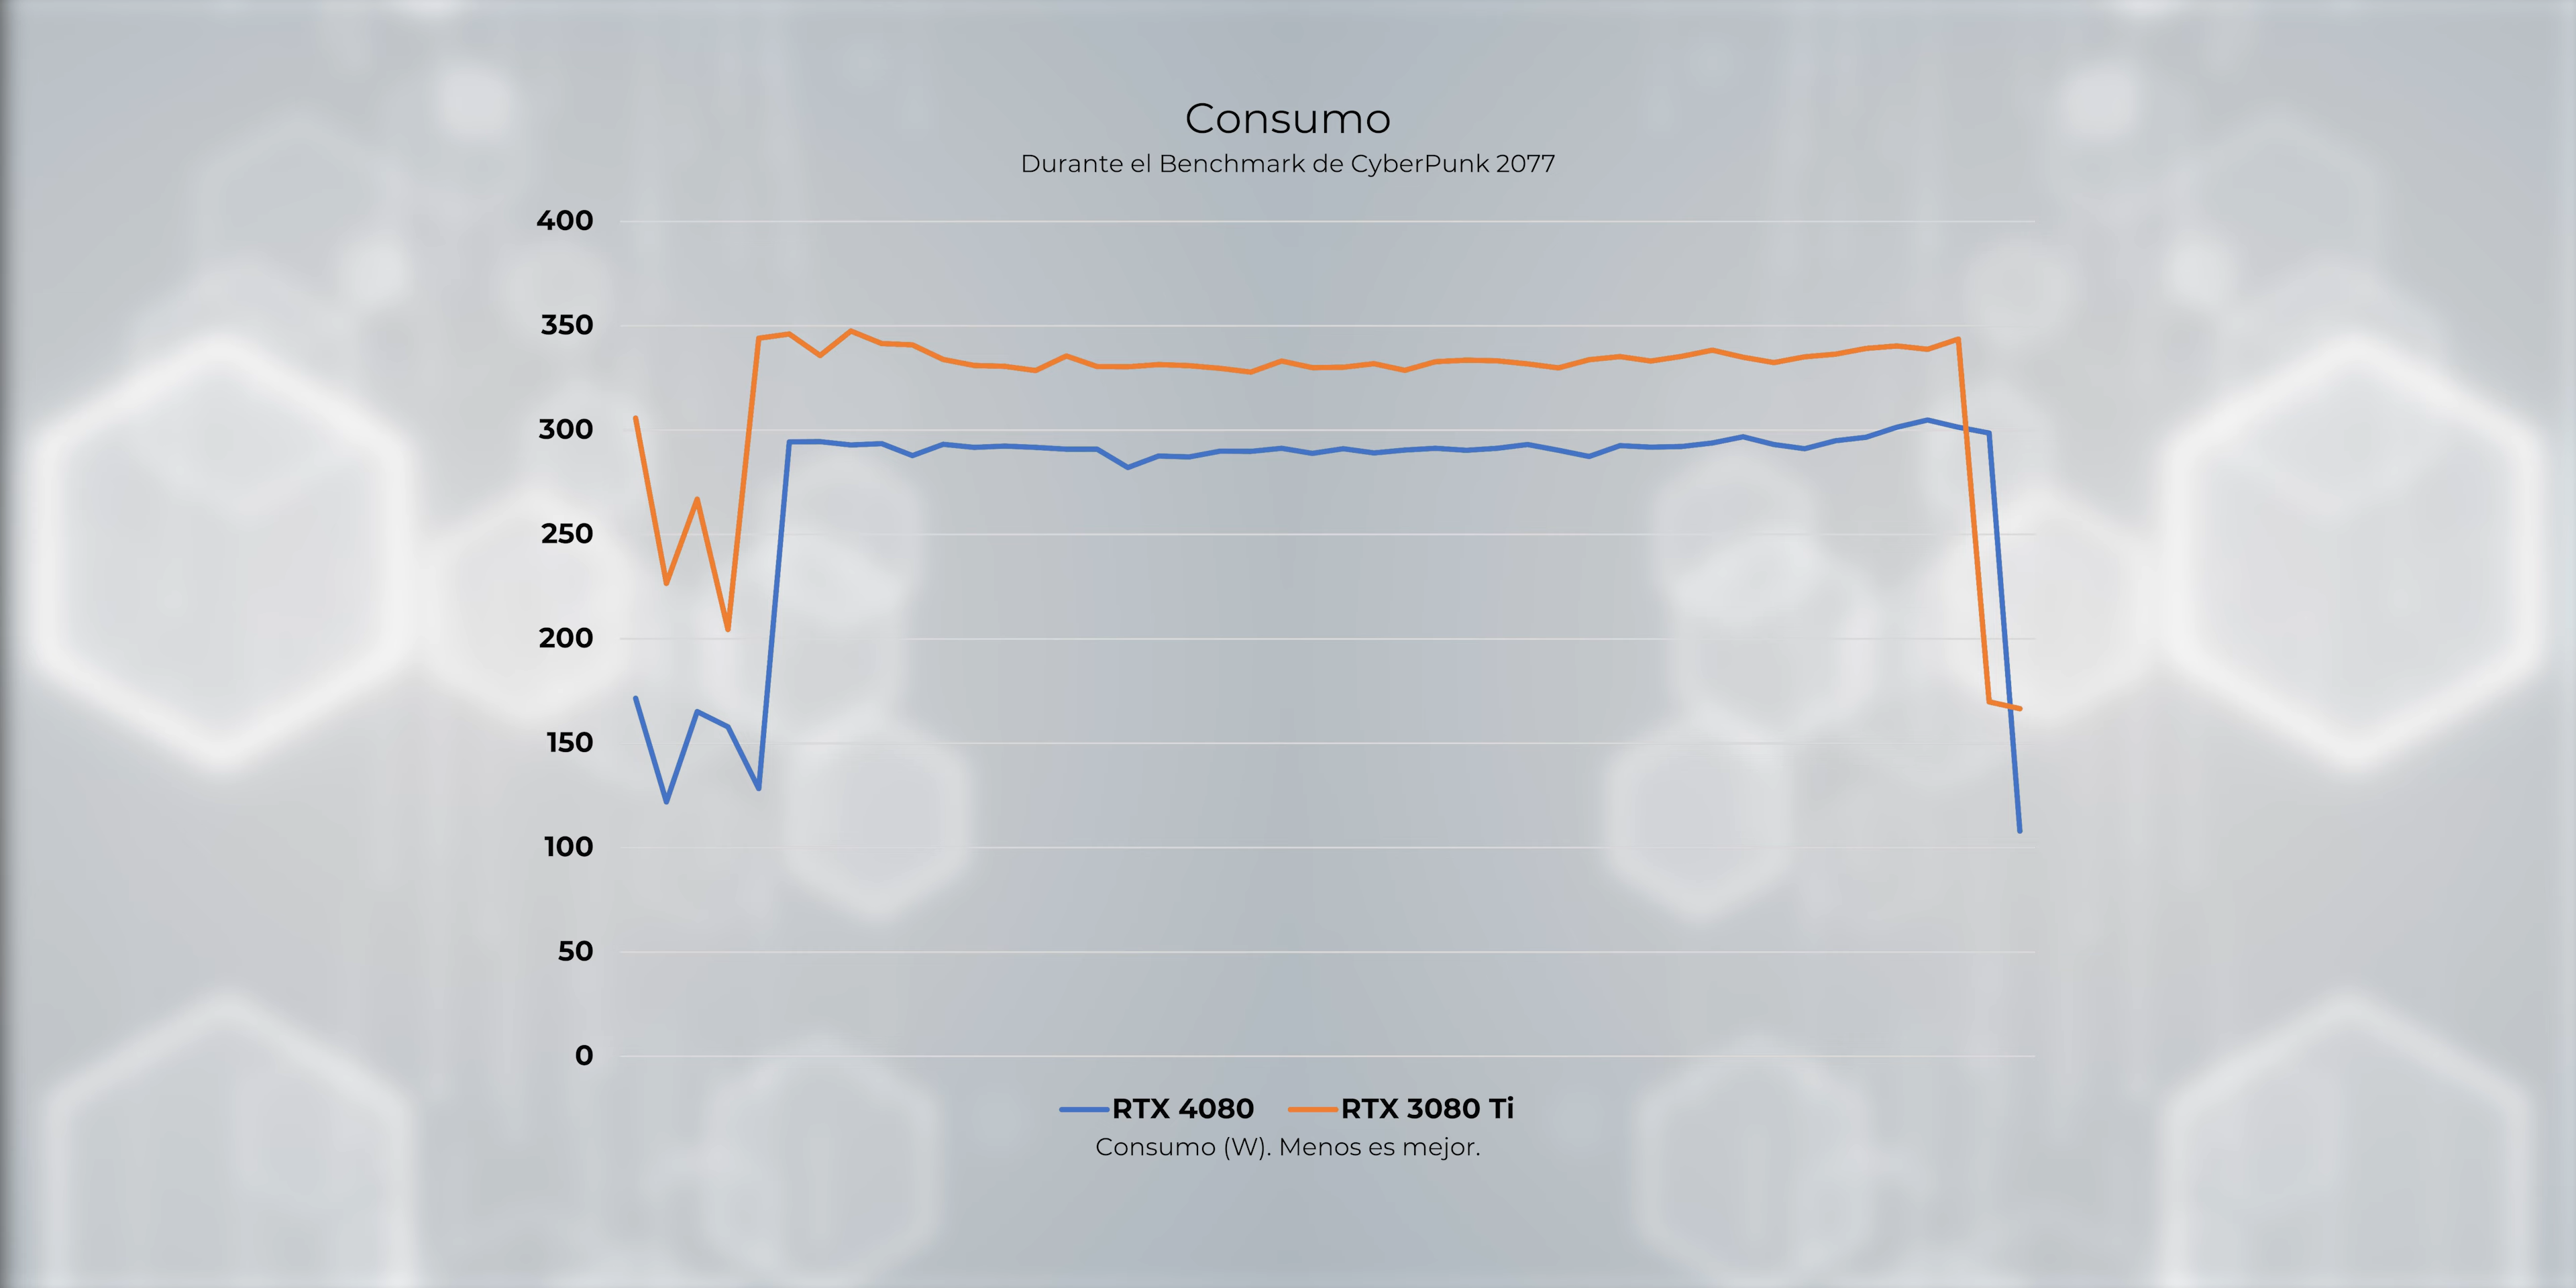 Consumo
Durante el Benchmark de CyberPunk 2077
400
350
300
250
200
150
100
50
0
RTX 4080 RTX 3080 Ti
Consumo (W). Menos es mejor.